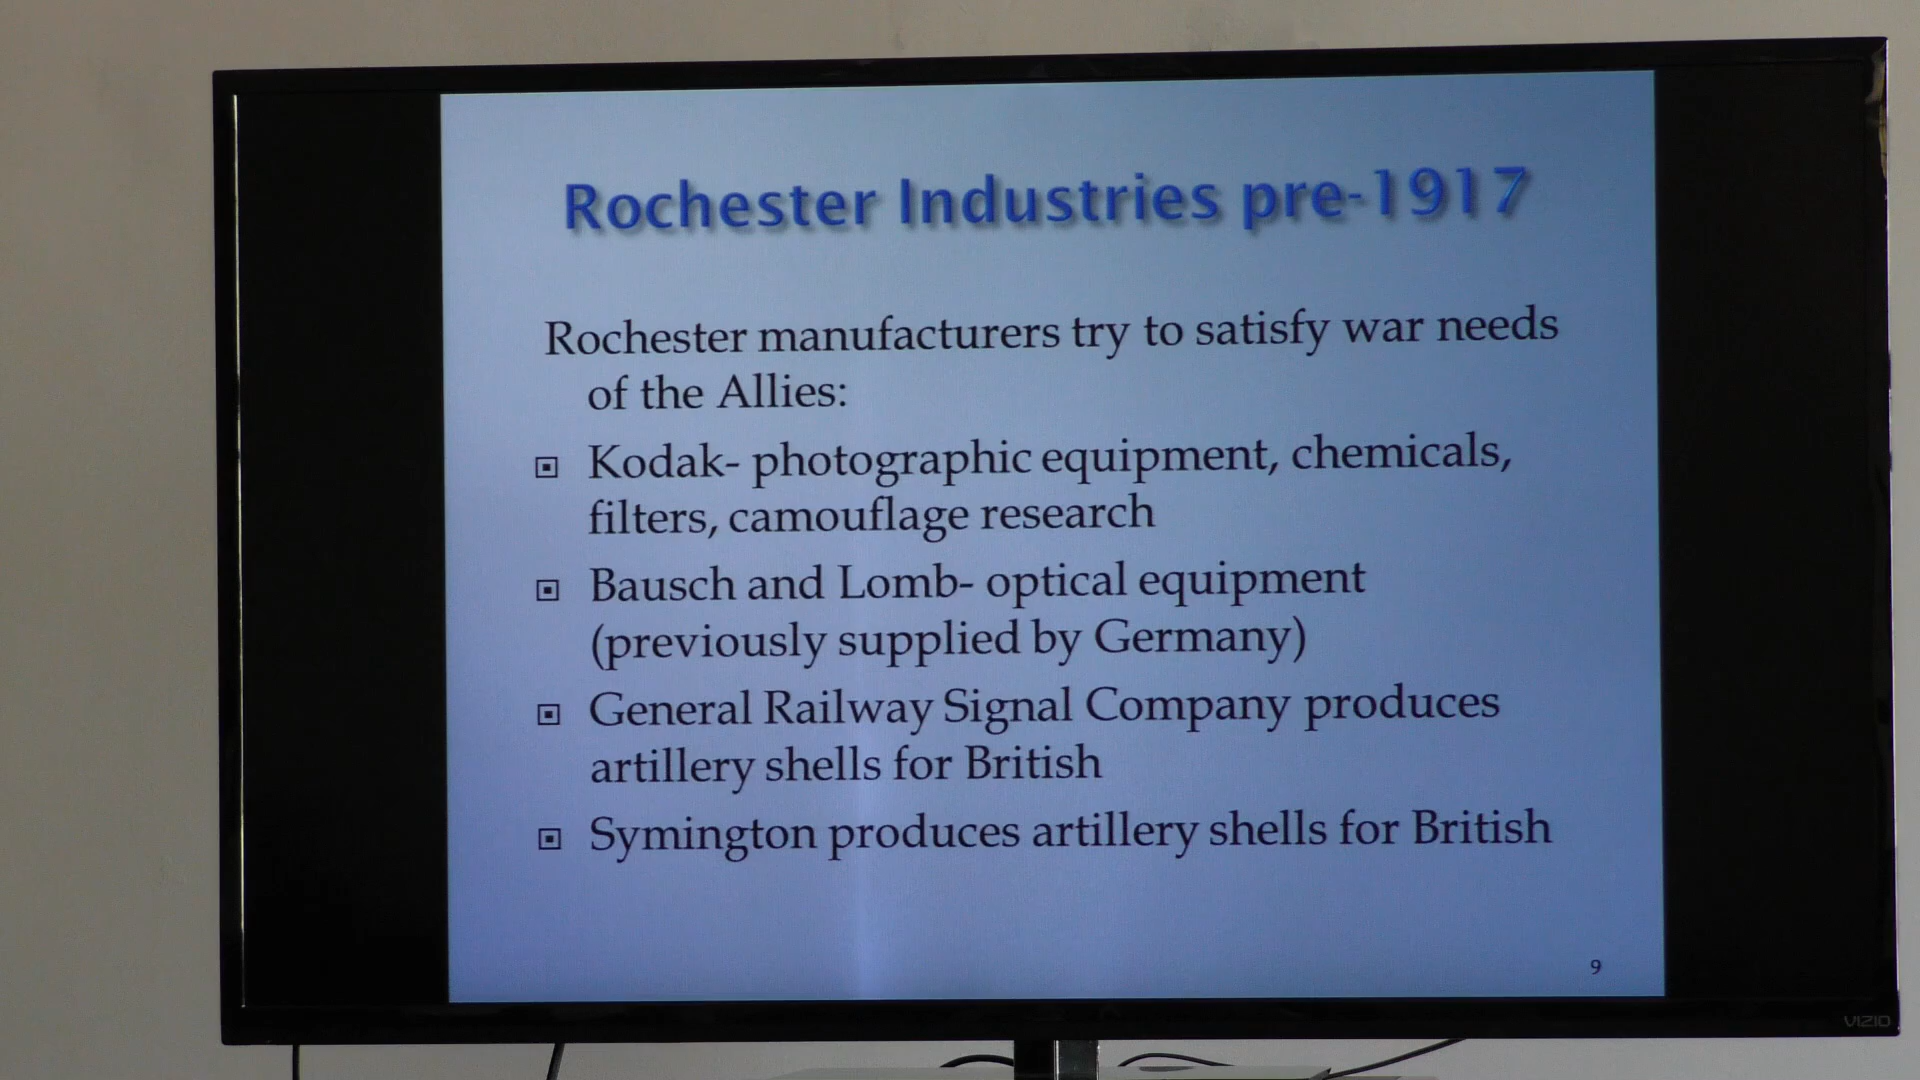 Rochester Industries pre-1917
Rochester manufacturers try to satisfy war needs
of the Allies:
Kodak- photographic equipment, chemicals,
filters, camouflage research
Bausch and Lomb- optical equipment
(previously supplied by Germany)
General Railway Signal Company produces
artillery shells for British
Symington produces artillery shells for British
9
VIZIO